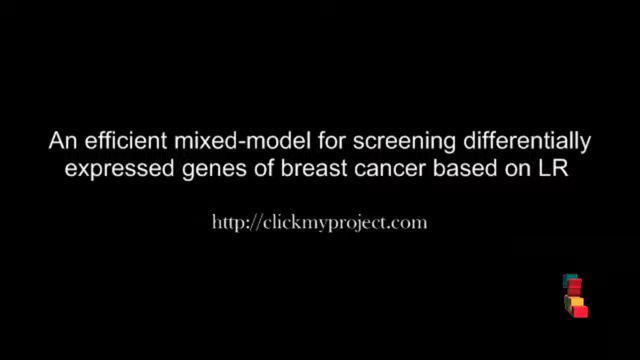 An efficient mixed-model for screening differentially
expressed genes of breast cancer based on LR
http://clickmyproject.com